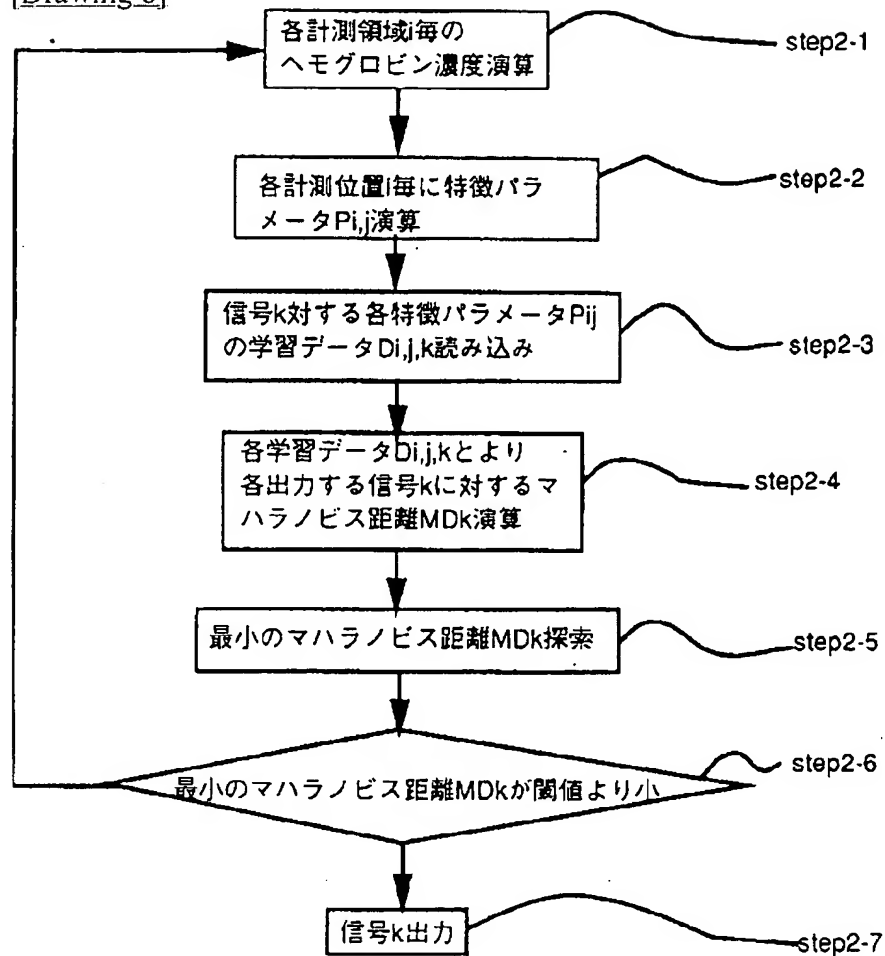 各計測領域i毎の
ヘモグロビン濃度演算
step2-1
各計測位置i毎に特徴パラ
メータPi,j演算
step2-2
信号k対する各特徴パラメータPij
の学習データDi,j,k読み込み
step2-3
各学習データDi,j,kとより
各出力する信号kに対するマ
ハラノビス距離MDk演算
step2-4
最小のマハラノビス距離MDk探索
step2-5
最小のマハラノビス距離MDkが閾値より小
step2-6
信号k出力
step2-7